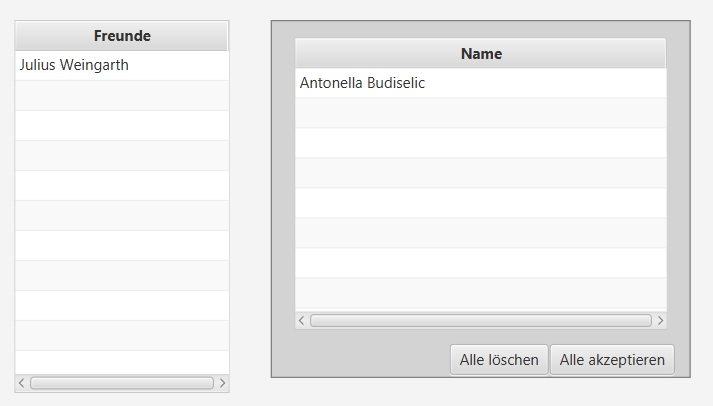 Freunde
Julius Weingarth
Name
Antonella Budiselic
Alle löschen
Alle akzeptieren